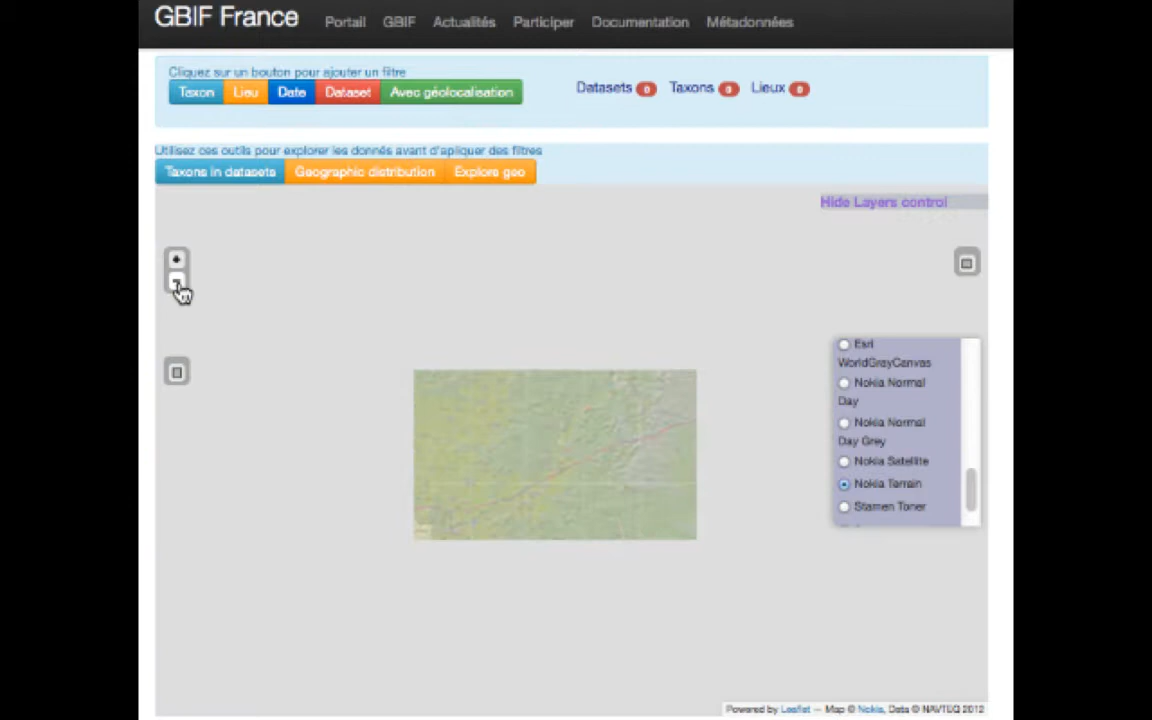 GBIF France Portail GBIF Actualités Participer Documentation Métadonnées
Cliquez sur un bouton pour ajouter un filtre
Taxon Lieu Date Dataset Avec géolocalisation Datasets 0 Taxons 0 Lieux 0
Utilisez ces outils pour explorer les donnés avant d'apliquer des filtres
Taxons in datasets Geographic distribution Explore geo
Hide Layers control
+
-
Esri
WorldGrayCanvas
Nokia Normal
Day
Nokia Normal
Day Grey
Nokia Satellite
Nokia Terrain
Stamen Toner
Powered by Leaflet — Map © Nokia, Data © NAVTEQ 2012